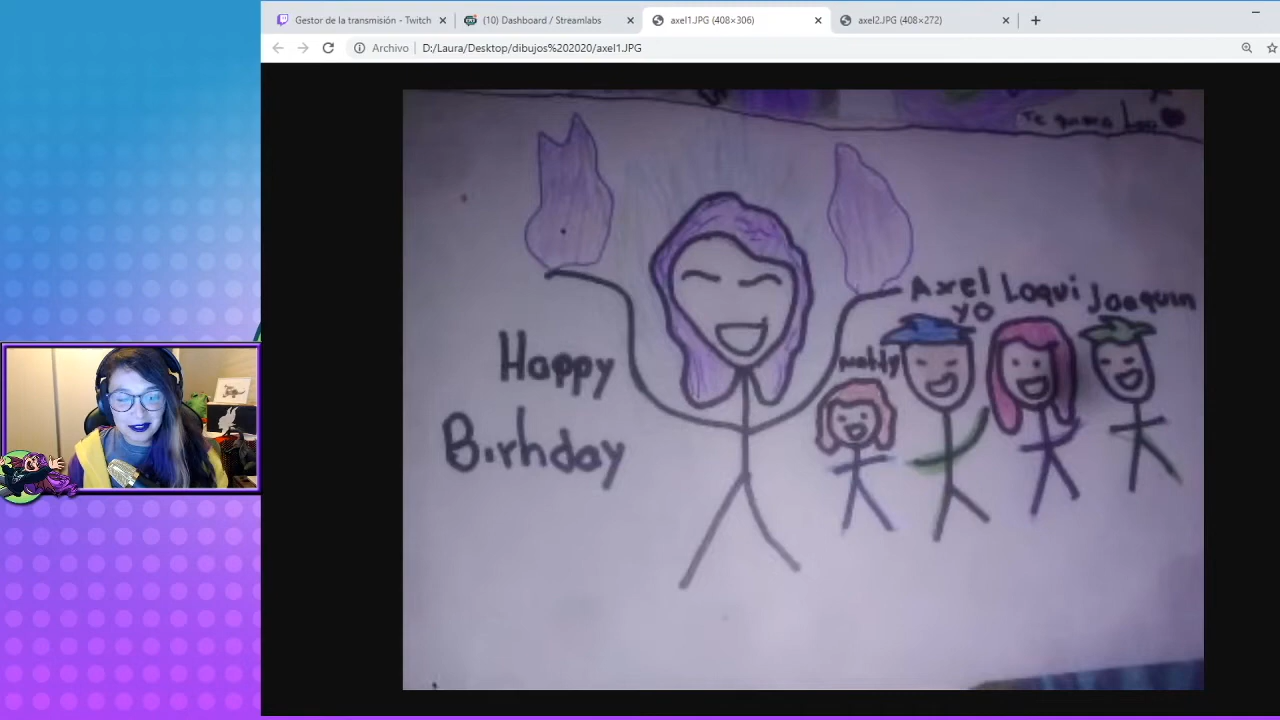 Gestor de la transmisión - Twitch
(10) Dashboard / Streamlabs
axel1.JPG (408×306)
axel2.JPG (408×272)
Archivo
D:/Laura/Desktop/dibujos%202020/axel1.JPG
Te quiero
Axel
yo
Loqui
Joaquin
Happy
Birhday